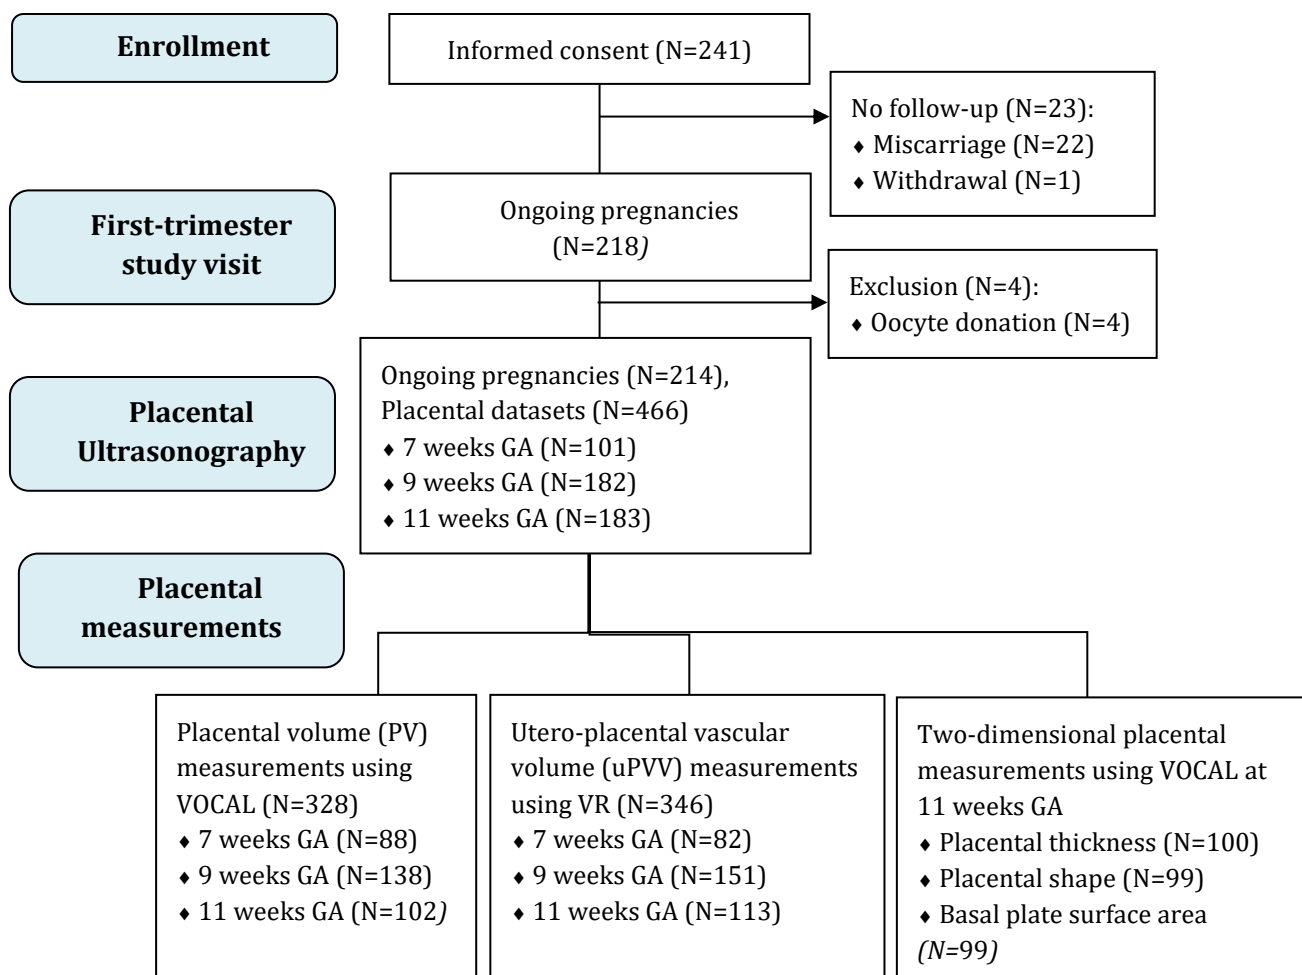 Enrollment
Informed consent (N=241)
No follow-up (N=23):
♦ Miscarriage (N=22)
♦ Withdrawal (N=1)
First-trimester
study visit
Ongoing pregnancies
(N=218)
Exclusion (N=4):
♦ Oocyte donation (N=4)
Placental
Ultrasonography
Ongoing pregnancies (N=214),
Placental datasets (N=466)
♦ 7 weeks GA (N=101)
♦ 9 weeks GA (N=182)
♦ 11 weeks GA (N=183)
Placental
measurements
Placental volume (PV)
measurements using
VOCAL (N=328)
♦ 7 weeks GA (N=88)
♦ 9 weeks GA (N=138)
♦ 11 weeks GA (N=102)
Utero-placental vascular
volume (uPVV) measurements
using VR (N=346)
♦ 7 weeks GA (N=82)
♦ 9 weeks GA (N=151)
♦ 11 weeks GA (N=113)
Two-dimensional placental
measurements using VOCAL at
11 weeks GA
♦ Placental thickness (N=100)
♦ Placental shape (N=99)
♦ Basal plate surface area
(N=99)